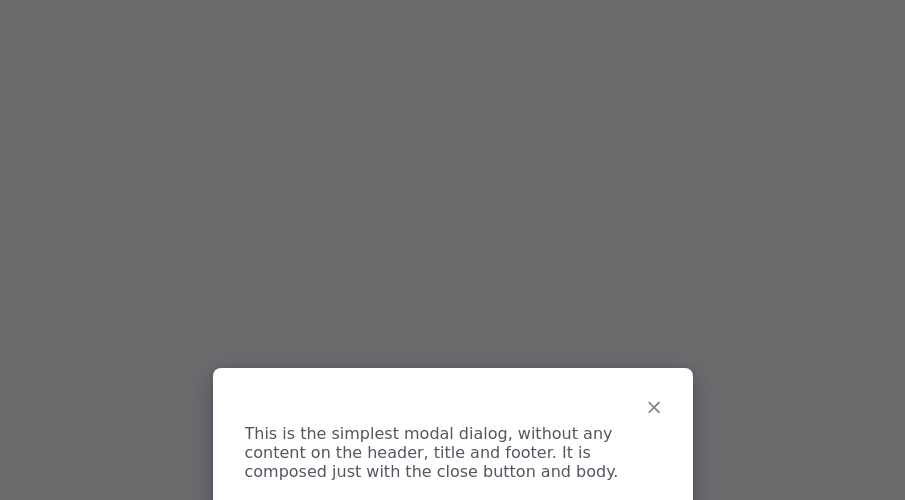 This is the simplest modal dialog, without any
content on the header, title and footer. It is
composed just with the close button and body.